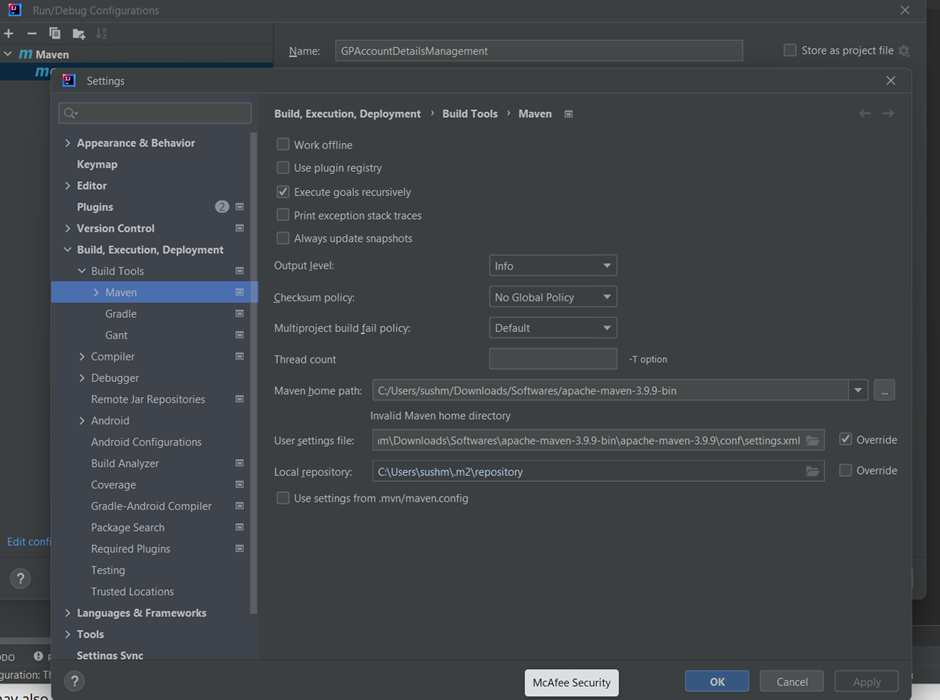 Run/Debug Configurations
Maven
Name: GPAccountDetailsManagement Store as project file
Settings
Build, Execution, Deployment › Build Tools › Maven
Appearance & Behavior
Keymap
Editor
Plugins 2
Version Control
Build, Execution, Deployment
Build Tools
Maven
Gradle
Gant
Compiler
Debugger
Remote Jar Repositories
Android
Android Configurations
Build Analyzer
Coverage
Gradle-Android Compiler
Package Search
Required Plugins
Testing
Trusted Locations
Languages & Frameworks
Tools
Settings Sync
Work offline
Use plugin registry
Execute goals recursively
Print exception stack traces
Always update snapshots
Output level: Info
Checksum policy: No Global Policy
Multiproject build fail policy: Default
Thread count -T option
Maven home path: C:/Users/sushm/Downloads/Softwares/apache-maven-3.9.9-bin ...
Invalid Maven home directory
User settings file: ım\Downloads\Softwares\apache-maven-3.9.9-bin\apache-maven-3.9.9\conf\settings.xml Override
Local repository: C:\Users\sushm\.m2\repository Override
Use settings from .mvn/maven.config
Edit confi
?
DO
guration: Th
nay also
?
McAfee Security
OK Cancel Apply